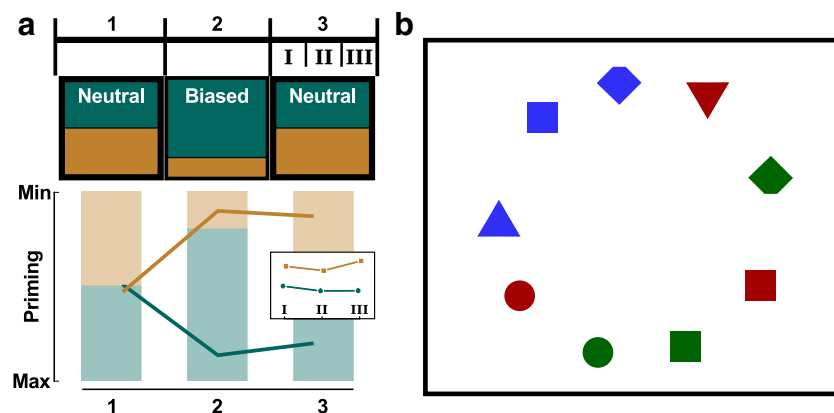 a
b
1 2 3
I II III
Neutral Biased Neutral
Min
Priming
I II III
Max
1 2 3